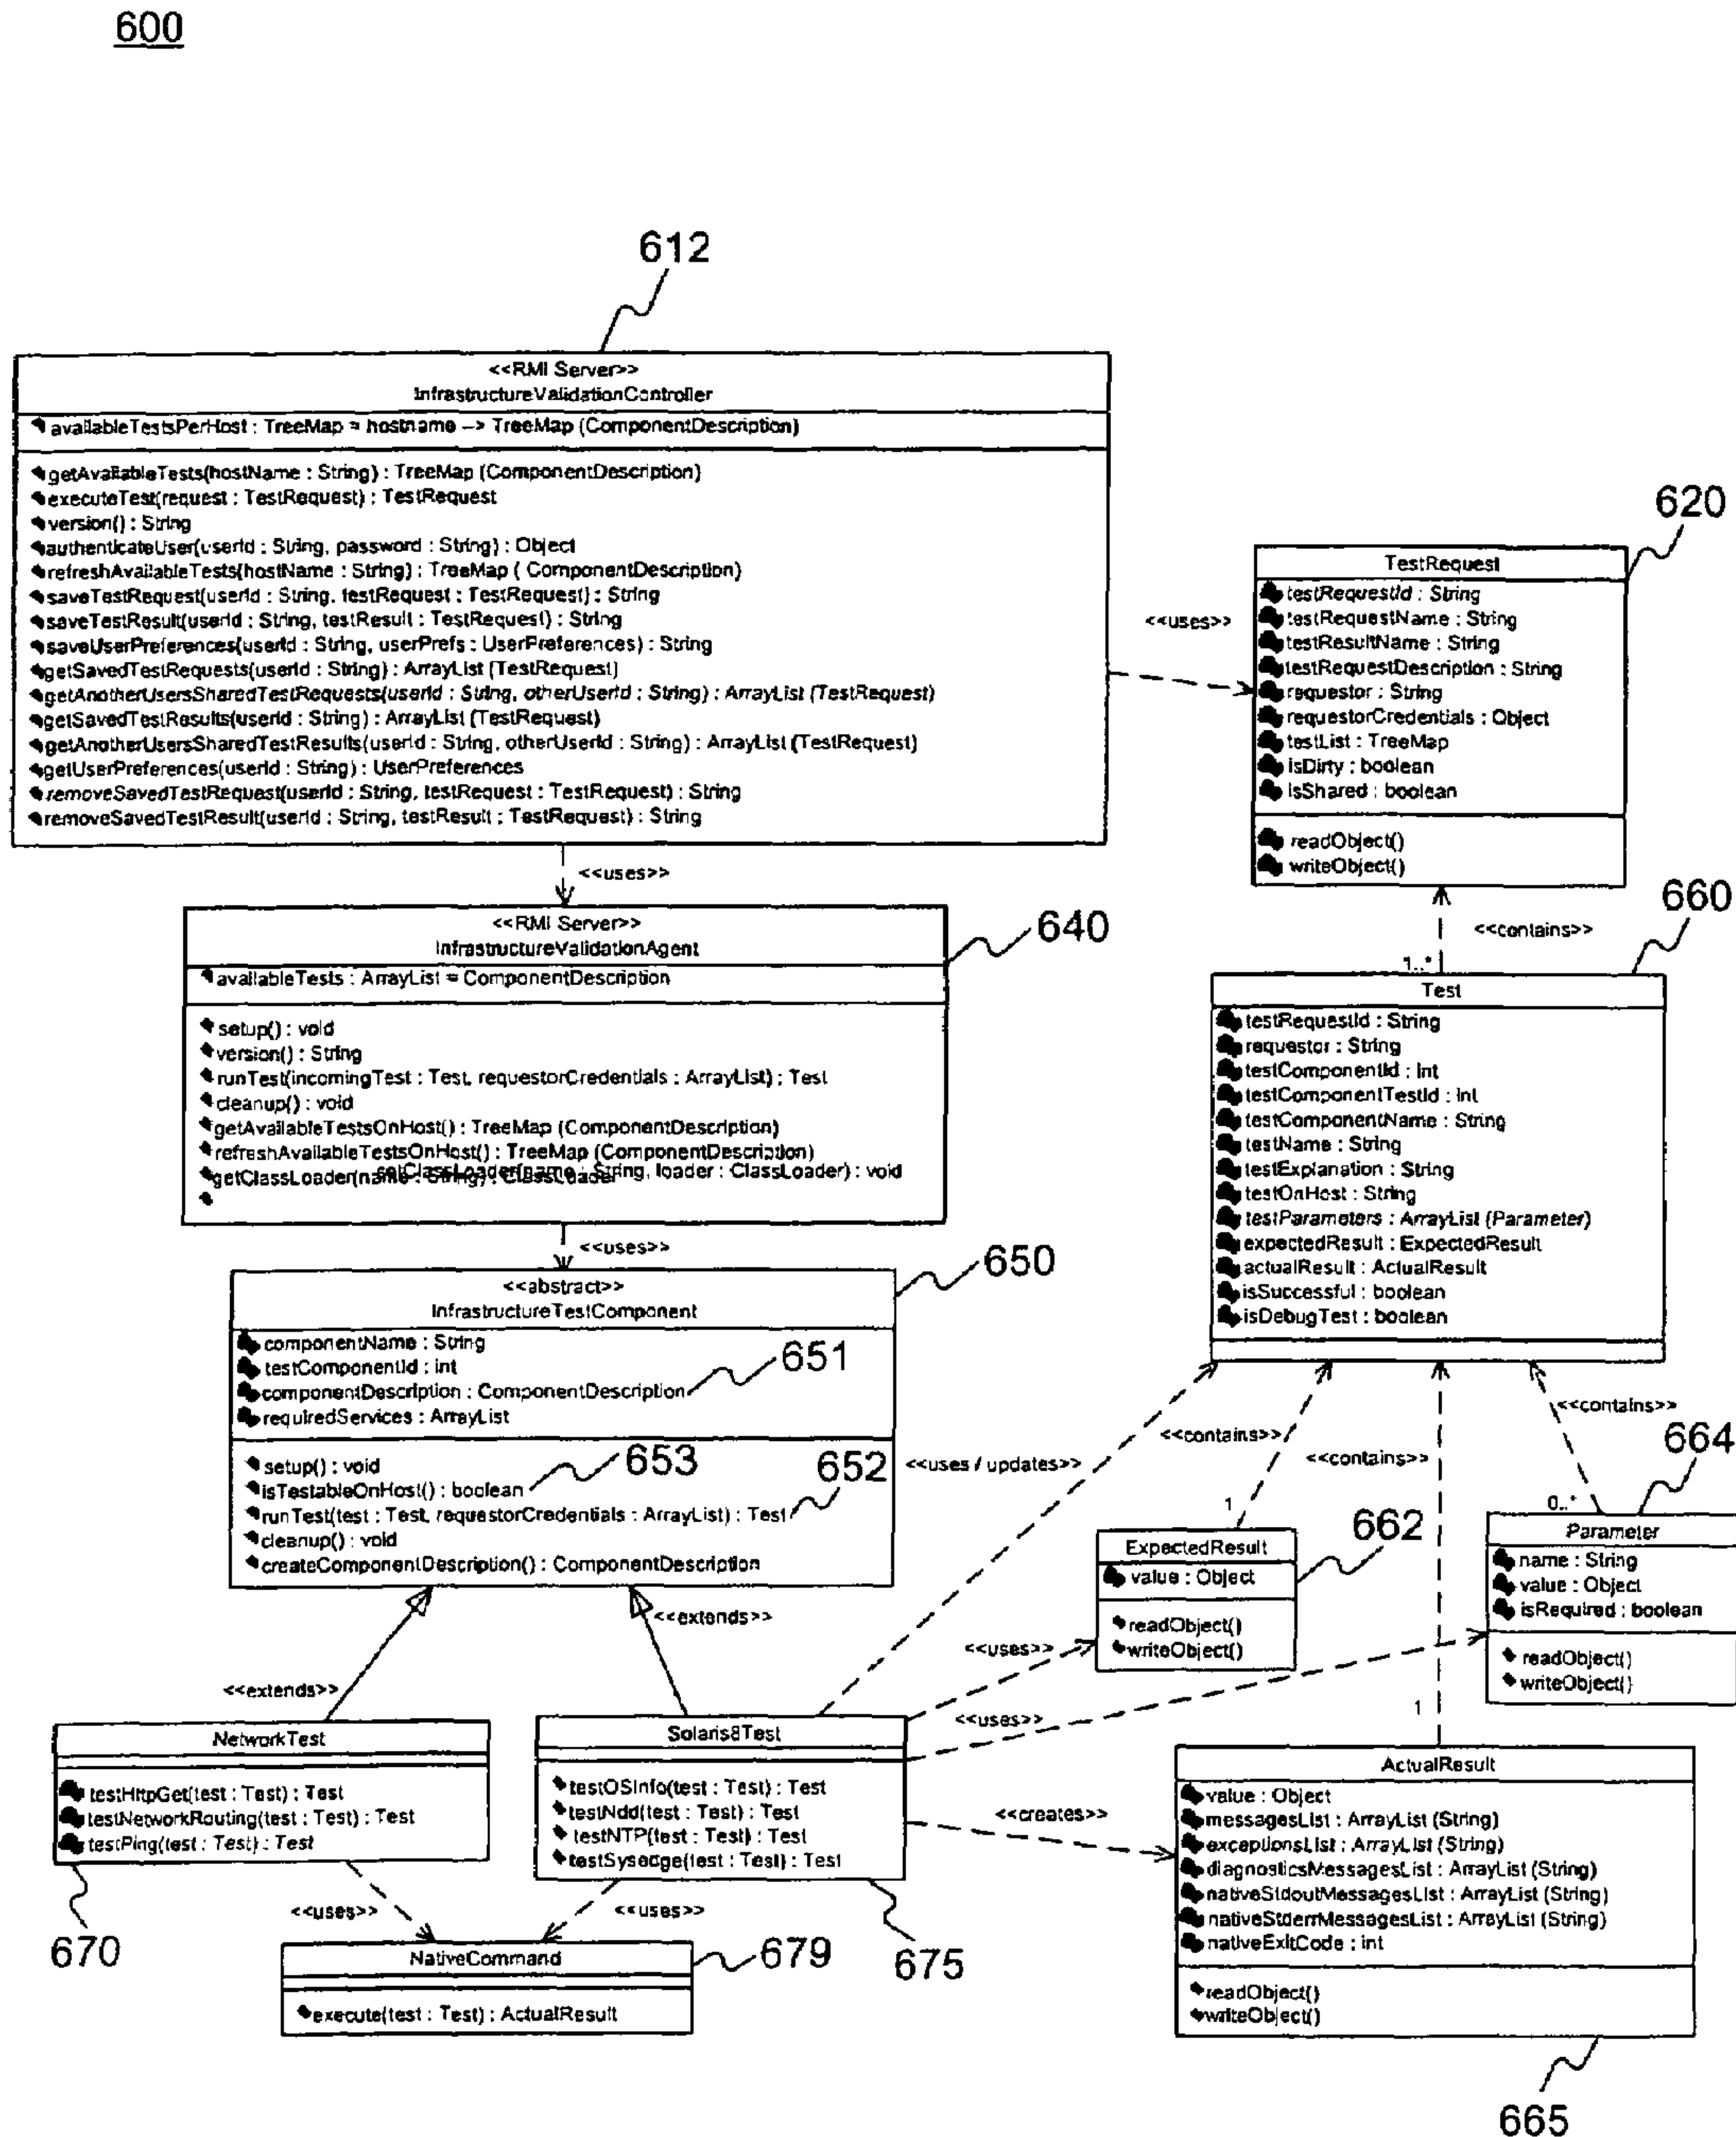 600
612
<<RMI Server>>
InfrastructureValidationController
availableTestsPerHost : TreeMap = hostname --> TreeMap (ComponentDescription)
getAvailableTests(hostName : String) : TreeMap (ComponentDescription)
executeTest(request : TestRequest) : TestRequest
version() : String
authenticateUser(userId : String, password : String) : Object
refreshAvailableTests(hostName : String) : TreeMap ( ComponentDescription)
saveTestRequest(userId : String, testRequest : TestRequest) : String
saveTestResult(userId : String, testResult : TestRequest) : String
saveUserPreferences(userId : String, userPrefs : UserPreferences) : String
getSavedTestRequests(userId : String) : ArrayList (TestRequest)
getAnotherUsersSharedTestRequests(userId : String, otherUserId : String) : ArrayList (TestRequest)
getSavedTestResults(userId : String) : ArrayList (TestRequest)
getAnotherUsersSharedTestResults(userId : String, otherUserId : String) : ArrayList (TestRequest)
getUserPreferences(userId : String) : UserPreferences
removeSavedTestRequest(userId : String, testRequest : TestRequest) : String
removeSavedTestResult(userId : String, testResult : TestRequest) : String
<<uses>>
620
TestRequest
testRequestId : String
testRequestName : String
testResultName : String
testRequestDescription : String
requestor : String
requestorCredentials : Object
testList : TreeMap
isDirty : boolean
isShared : boolean
readObject()
writeObject()
<<uses>>
<<RMI Server>>
InfrastructureValidationAgent
640
availableTests : ArrayList = ComponentDescription
setup() : void
version() : String
runTest(incomingTest : Test, requestorCredentials : ArrayList) : Test
cleanup() : void
getAvailableTestsOnHost() : TreeMap (ComponentDescription)
refreshAvailableTestsOnHost() : TreeMap (ComponentDescription)
setClassLoader(name : String, loader : ClassLoader) : void
getClassLoader(name : String) : ClassLoader
<<contains>>
660
1..*
Test
testRequestId : String
requestor : String
testComponentId : int
testComponentTestId : int
testComponentName : String
testName : String
testExplanation : String
testOnHost : String
testParameters : ArrayList (Parameter)
expectedResult : ExpectedResult
actualResult : ActualResult
isSuccessful : boolean
isDebugTest : boolean
<<uses>>
650
<<abstract>>
InfrastructureTestComponent
componentName : String
testComponentId : int
651
componentDescription : ComponentDescription
requiredServices : ArrayList
setup() : void
653
isTestableOnHost() : boolean
652
runTest(test : Test, requestorCredentials : ArrayList) : Test
cleanup() : void
createComponentDescription() : ComponentDescription
<<uses / updates>>
<<contains>>
<<contains>>
<<contains>>
664
1
0..*
662
ExpectedResult
value : Object
readObject()
writeObject()
Parameter
name : String
value : Object
isRequired : boolean
readObject()
writeObject()
<<extends>>
<<extends>>
<<uses>>
<<uses>>
1
NetworkTest
testHttpGet(test : Test) : Test
testNetworkRouting(test : Test) : Test
testPing(test : Test) : Test
Solaris8Test
testOSInfo(test : Test) : Test
testNdd(test : Test) : Test
testNTP(test : Test) : Test
testSysedge(test : Test) : Test
<<creates>>
ActualResult
value : Object
messagesList : ArrayList (String)
exceptionsList : ArrayList (String)
diagnosticsMessagesList : ArrayList (String)
nativeStdoutMessagesList : ArrayList (String)
nativeStderrMessagesList : ArrayList (String)
nativeExitCode : int
readObject()
writeObject()
<<uses>>
<<uses>>
670
NativeCommand
679
675
execute(test : Test) : ActualResult
665